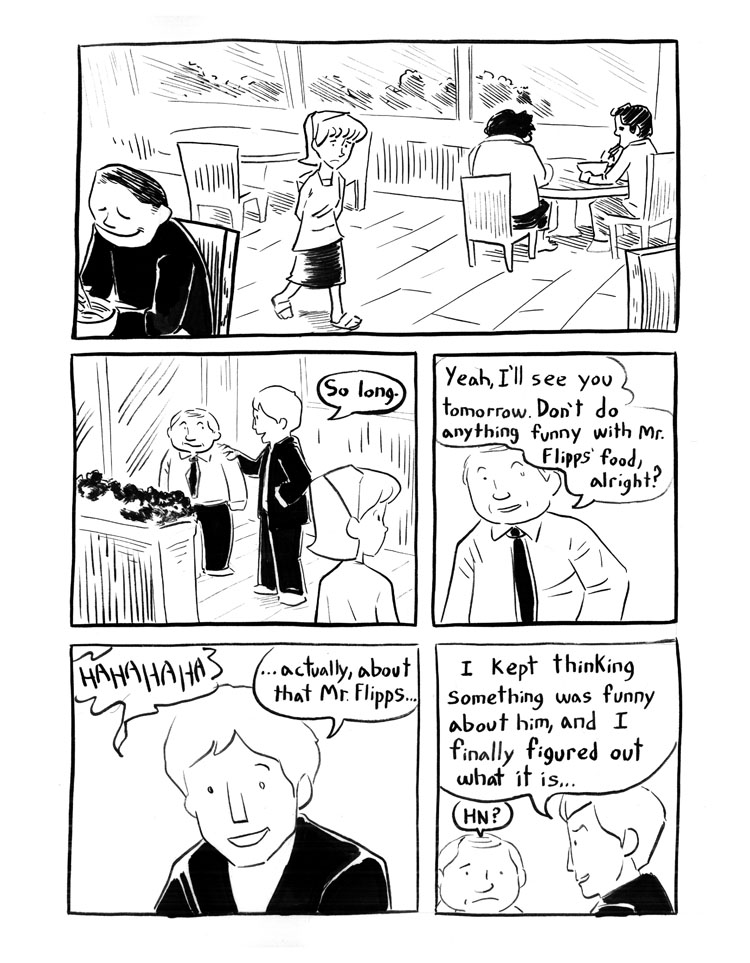 So long.
Yeah, I'll see you
tomorrow. Don't do
anything funny with Mr.
Flipps' food,
alright?
HAHAHAHA
...actually, about
that Mr. Flipps...
I kept thinking
something was funny
about him, and I
finally figured out
what it is...
HN?